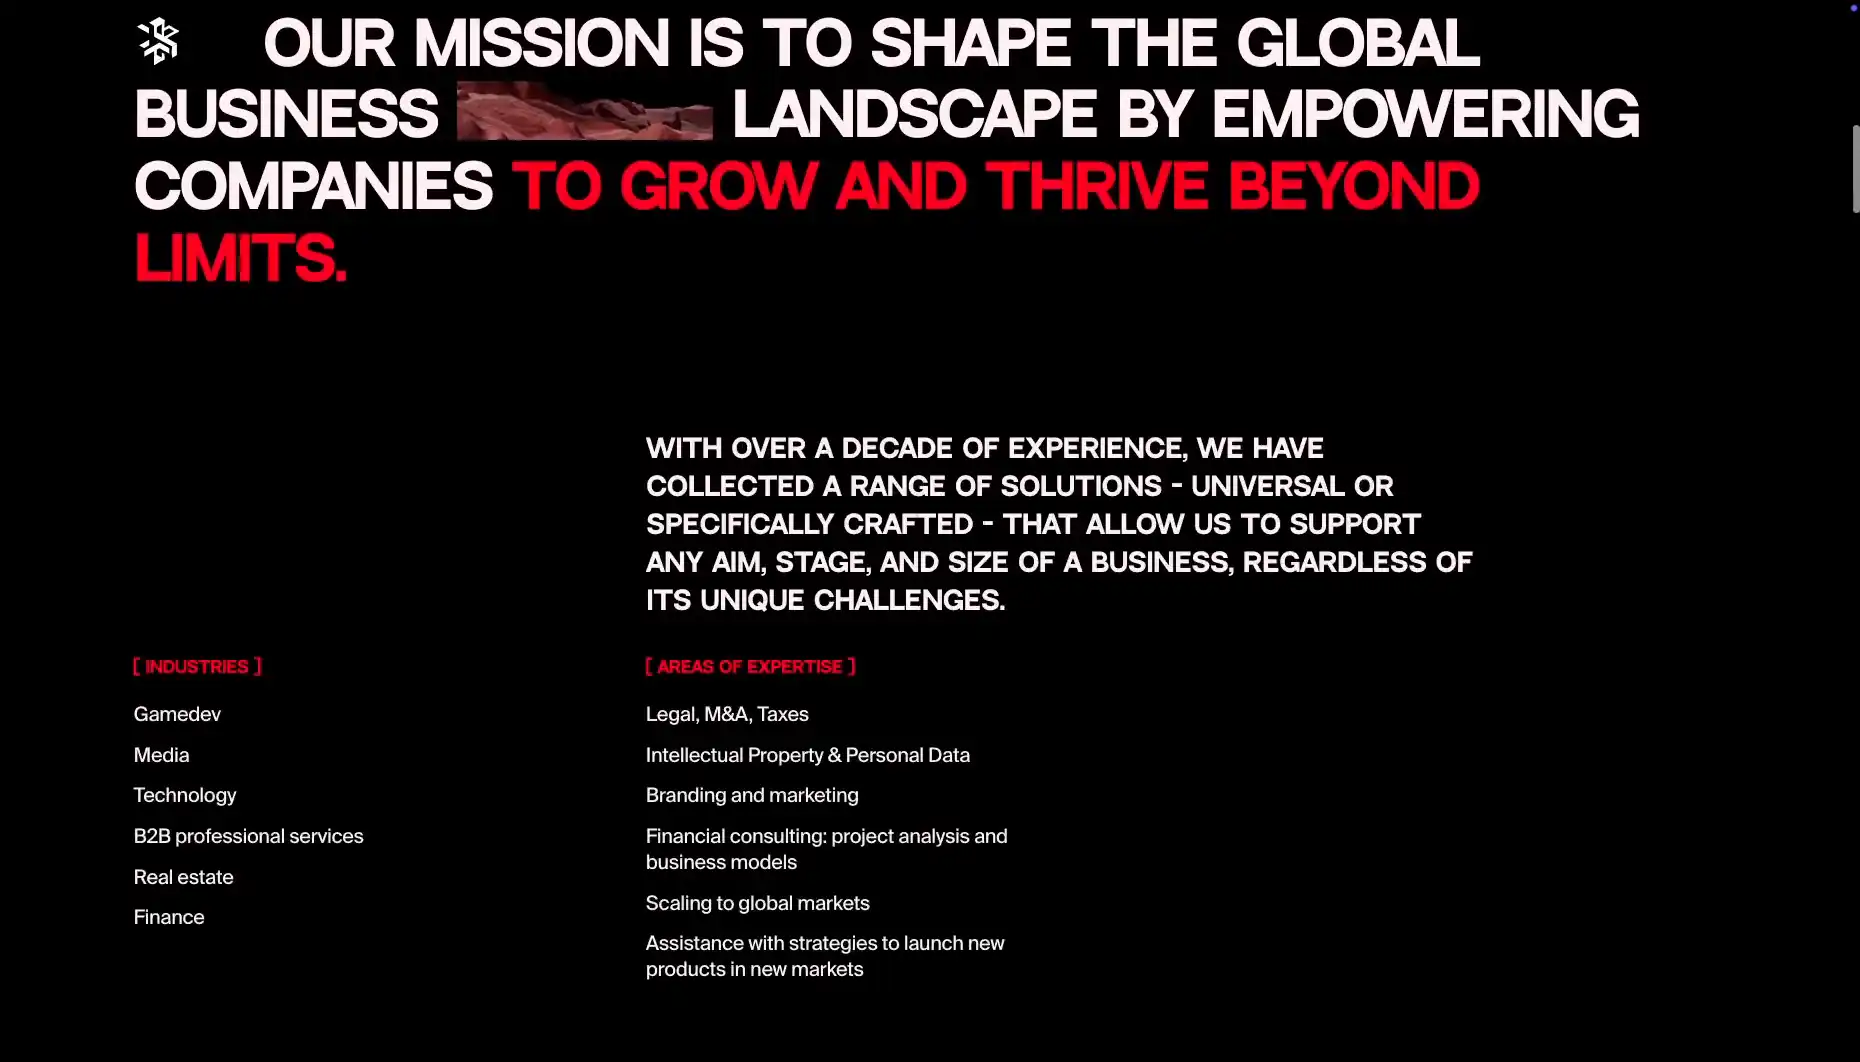 OUR MISSION IS TO SHAPE THE GLOBAL
BUSINESS LANDSCAPE BY EMPOWERING
COMPANIES TO GROW AND THRIVE BEYOND
LIMITS.
WITH OVER A DECADE OF EXPERIENCE, WE HAVE
COLLECTED A RANGE OF SOLUTIONS - UNIVERSAL OR
SPECIFICALLY CRAFTED - THAT ALLOW US TO SUPPORT
ANY AIM, STAGE, AND SIZE OF A BUSINESS, REGARDLESS OF
ITS UNIQUE CHALLENGES.
[ INDUSTRIES ]
Gamedev
Media
Technology
B2B professional services
Real estate
Finance
[ AREAS OF EXPERTISE ]
Legal, M&A, Taxes
Intellectual Property & Personal Data
Branding and marketing
Financial consulting: project analysis and
business models
Scaling to global markets
Assistance with strategies to launch new
products in new markets